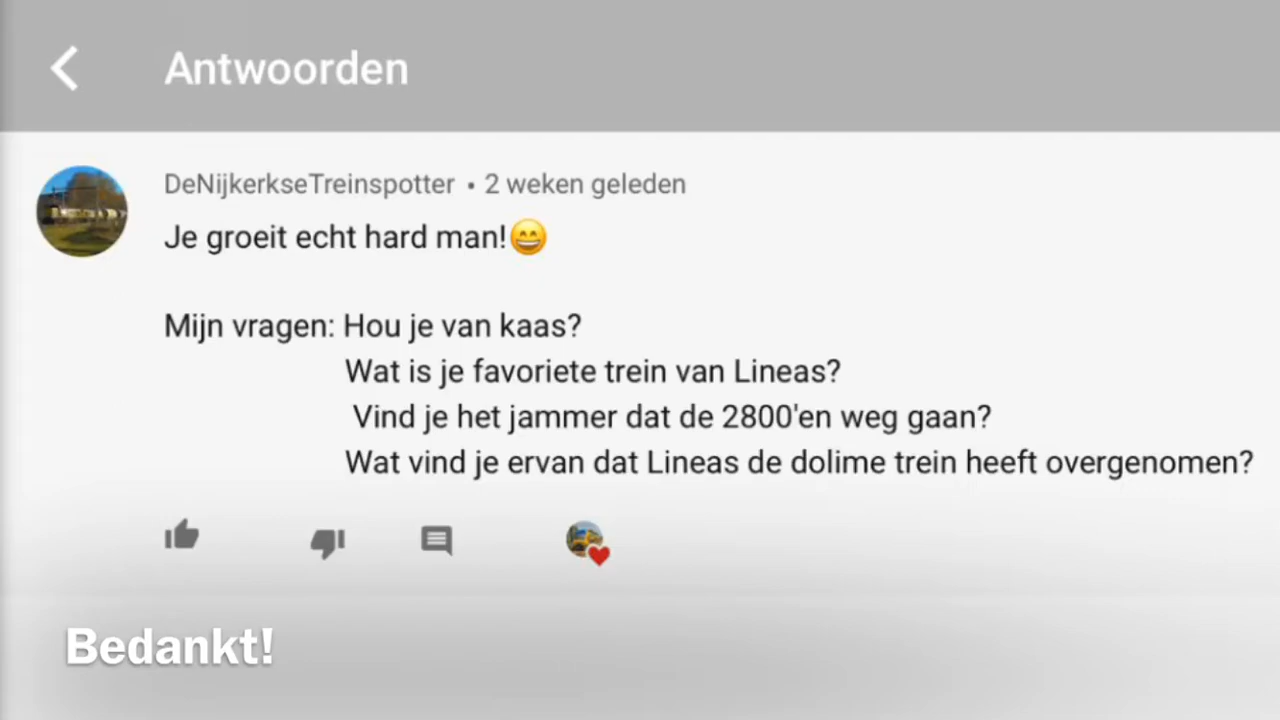 Antwoorden
DeNijkerkseTreinspotter • 2 weken geleden
Je groeit echt hard man!😄
Mijn vragen: Hou je van kaas?
Wat is je favoriete trein van Lineas?
Vind je het jammer dat de 2800'en weg gaan?
Wat vind je ervan dat Lineas de dolime trein heeft overgenomen?
Bedankt!